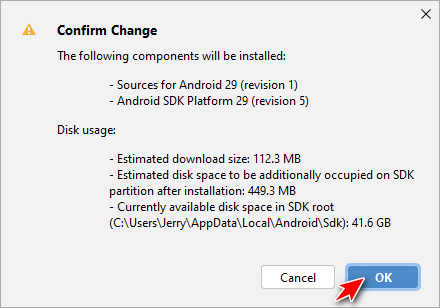 Confirm Change
The following components will be installed:
- Sources for Android 29 (revision 1)
- Android SDK Platform 29 (revision 5)
Disk usage:
- Estimated download size: 112.3 MB
- Estimated disk space to be additionally occupied on SDK
partition after installation: 449.3 MB
- Currently available disk space in SDK root
(C:\Users\Jerry\AppData\Local\Android\Sdk): 41.6 GB
Cancel
OK